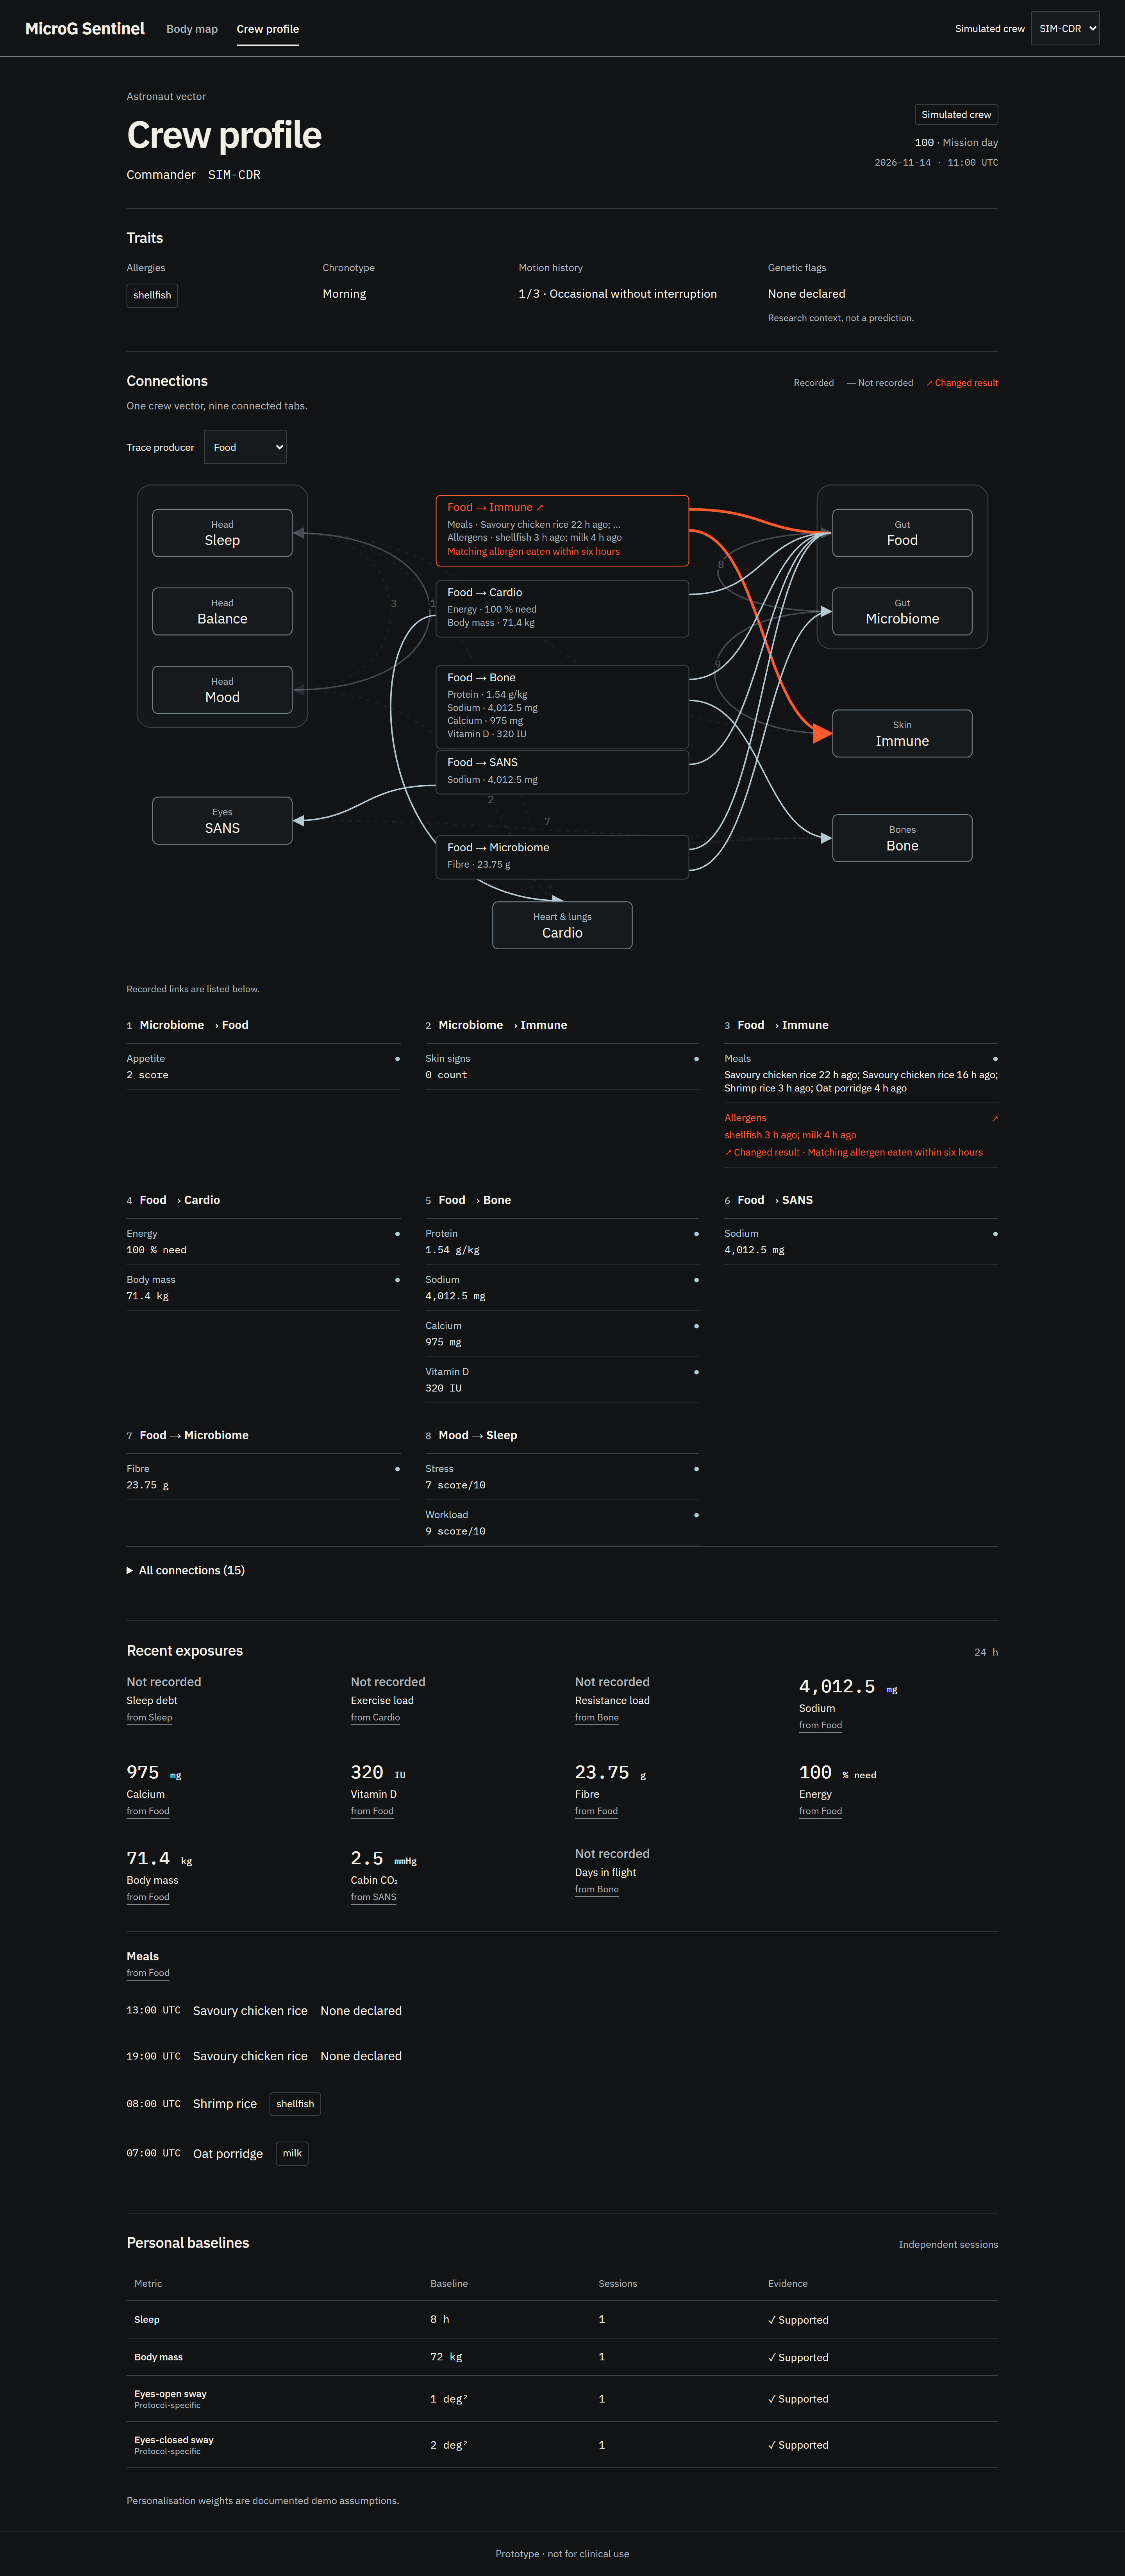 MicroG Sentinel
Body map
Crew profile
Simulated crew
SIM-CDR
Astronaut vector
Crew profile
Commander SIM-CDR
Simulated crew
100 · Mission day
2026-11-14 · 11:00 UTC
Traits
Allergies
shellfish
Chronotype
Morning
Motion history
1/3 · Occasional without interruption
Genetic flags
None declared
Research context, not a prediction.
Connections
— Recorded
--- Not recorded
↗ Changed result
One crew vector, nine connected tabs.
Trace producer
Food
Head
Sleep
Head
Balance
Head
Mood
Eyes
SANS
3
1
2
7
8
9
Food → Immune ↗
Meals · Savoury chicken rice 22 h ago; ...
Allergens · shellfish 3 h ago; milk 4 h ago
Matching allergen eaten within six hours
Food → Cardio
Energy · 100 % need
Body mass · 71.4 kg
Food → Bone
Protein · 1.54 g/kg
Sodium · 4,012.5 mg
Calcium · 975 mg
Vitamin D · 320 IU
Food → SANS
Sodium · 4,012.5 mg
Food → Microbiome
Fibre · 23.75 g
Gut
Food
Gut
Microbiome
Skin
Immune
Bones
Bone
Heart & lungs
Cardio
Recorded links are listed below.
1 Microbiome → Food
Appetite
2 score
2 Microbiome → Immune
Skin signs
0 count
3 Food → Immune
Meals
Savoury chicken rice 22 h ago; Savoury chicken rice 16 h ago;
Shrimp rice 3 h ago; Oat porridge 4 h ago
Allergens ↗
shellfish 3 h ago; milk 4 h ago
↗ Changed result · Matching allergen eaten within six hours
4 Food → Cardio
Energy
100 % need
Body mass
71.4 kg
5 Food → Bone
Protein
1.54 g/kg
Sodium
4,012.5 mg
Calcium
975 mg
Vitamin D
320 IU
6 Food → SANS
Sodium
4,012.5 mg
7 Food → Microbiome
Fibre
23.75 g
8 Mood → Sleep
Stress
7 score/10
Workload
9 score/10
▶ All connections (15)
Recent exposures
24 h
Not recorded
Sleep debt
from Sleep
Not recorded
Exercise load
from Cardio
Not recorded
Resistance load
from Bone
4,012.5 mg
Sodium
from Food
975 mg
Calcium
from Food
320 IU
Vitamin D
from Food
23.75 g
Fibre
from Food
100 % need
Energy
from Food
71.4 kg
Body mass
from Food
2.5 mmHg
Cabin CO₂
from SANS
Not recorded
Days in flight
from Bone
Meals
from Food
13:00 UTC Savoury chicken rice None declared
19:00 UTC Savoury chicken rice None declared
08:00 UTC Shrimp rice shellfish
07:00 UTC Oat porridge milk
Personal baselines
Independent sessions
Metric Baseline Sessions Evidence
Sleep 8 h 1 ✓ Supported
Body mass 72 kg 1 ✓ Supported
Eyes-open sway 1 deg² 1 ✓ Supported
Protocol-specific
Eyes-closed sway 2 deg² 1 ✓ Supported
Protocol-specific
Personalisation weights are documented demo assumptions.
Prototype · not for clinical use